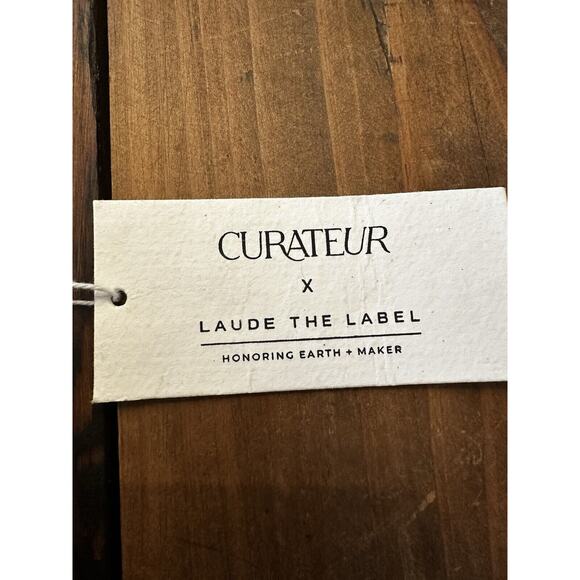 CURATEUR
X
LAUDE THE LABEL
HONORING EARTH + MAKER